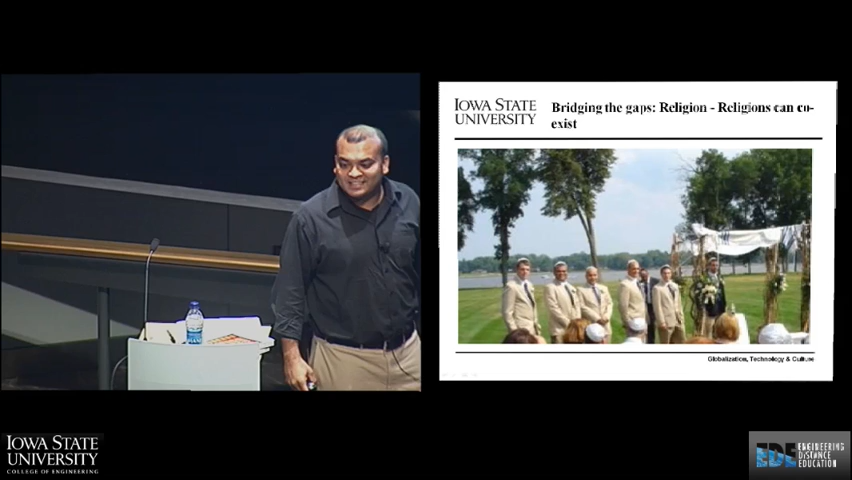 IOWA STATE
UNIVERSITY
Bridging the gaps: Religion - Religions can co-
exist
Globalization, Technology & Culture
IOWA STATE
UNIVERSITY
COLLEGE OF ENGINEERING
EDE
ENGINEERING
DISTANCE
EDUCATION